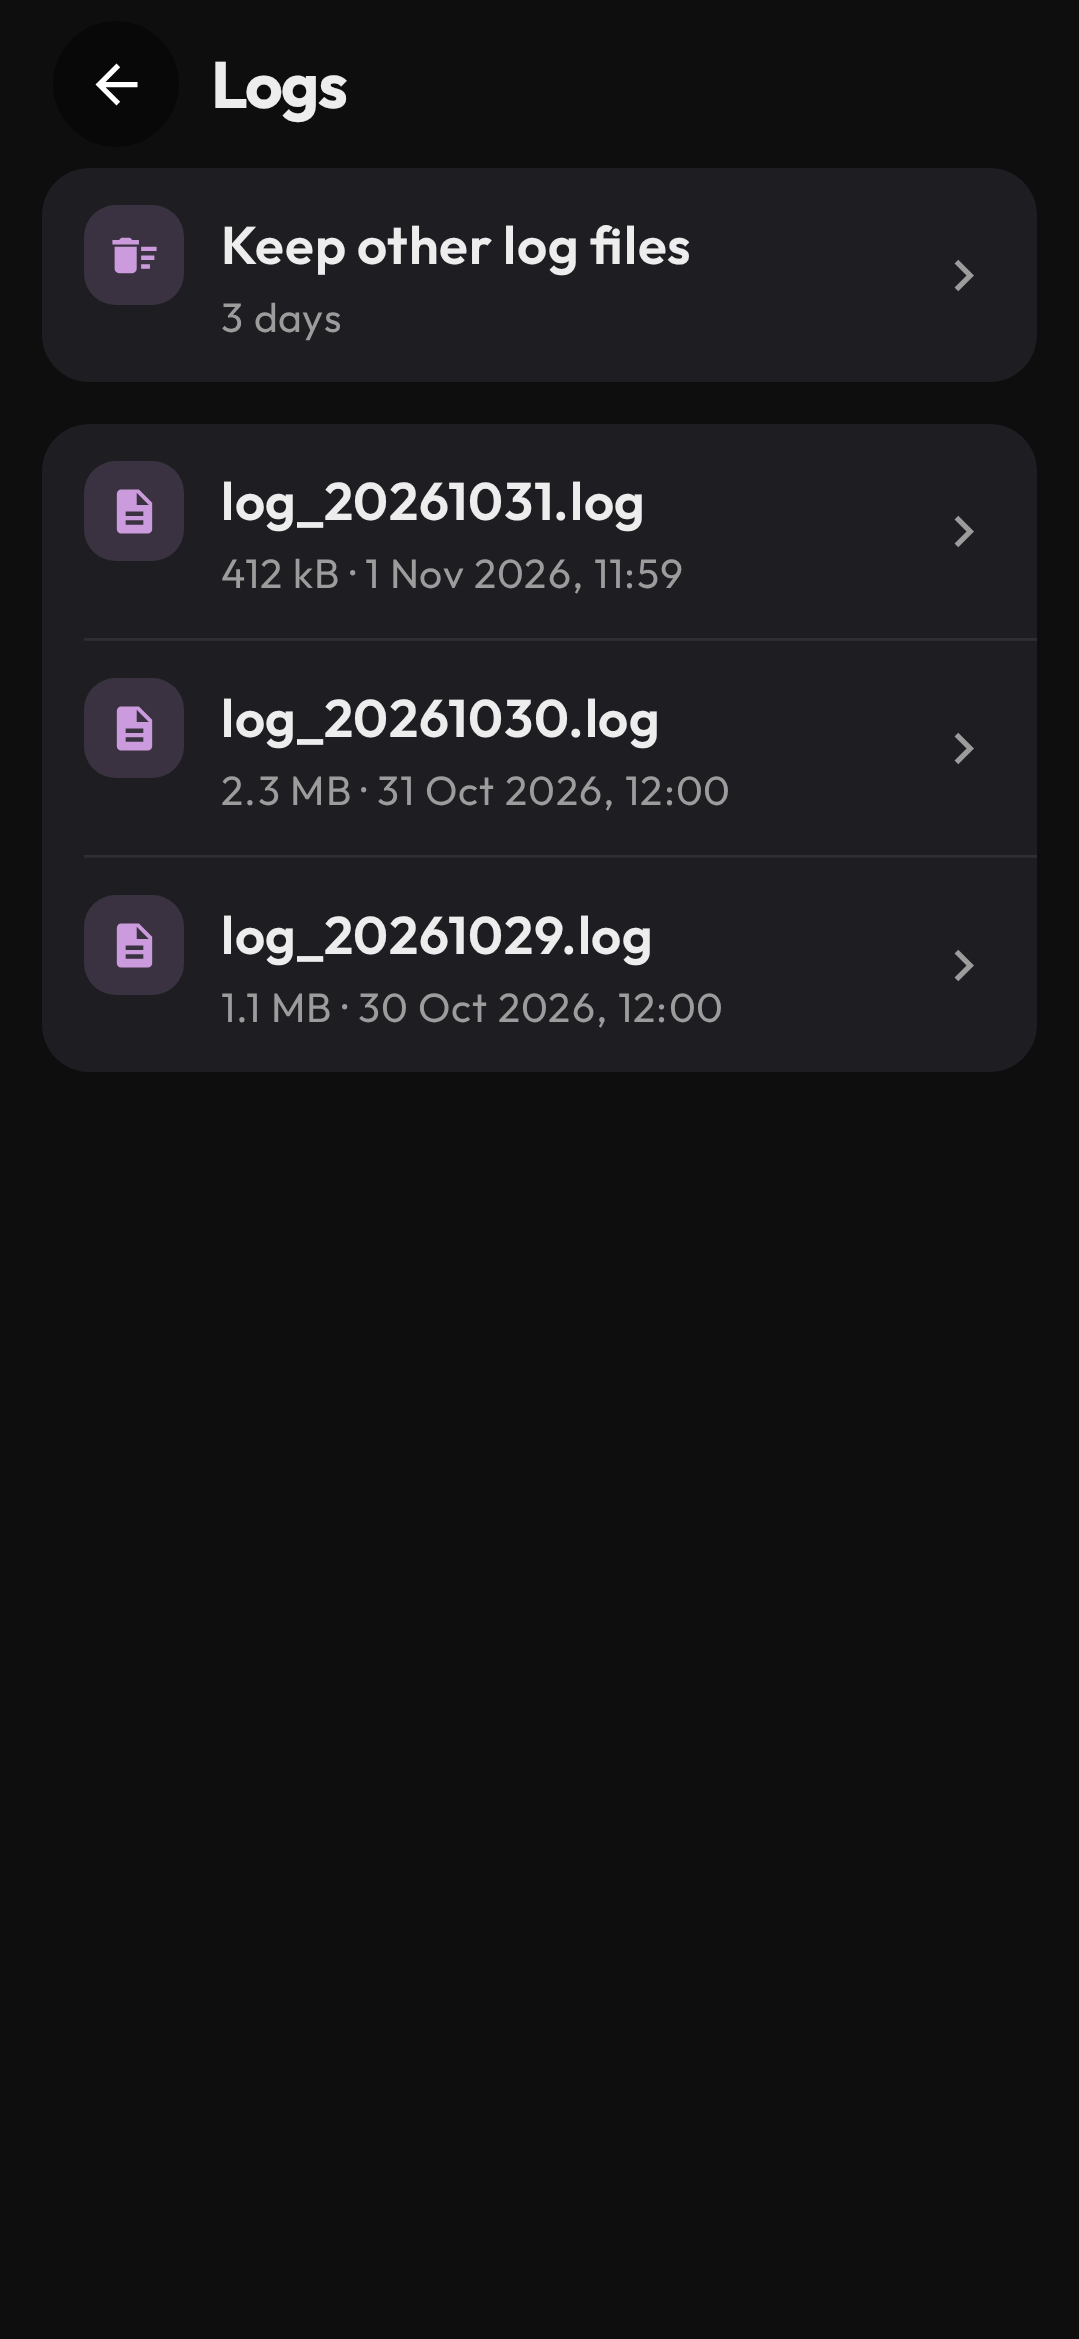 Logs
Keep other log files
3 days
log_20261031.log
412 kB · 1 Nov 2026, 11:59
log_20261030.log
2.3 MB · 31 Oct 2026, 12:00
log_20261029.log
1.1 MB · 30 Oct 2026, 12:00